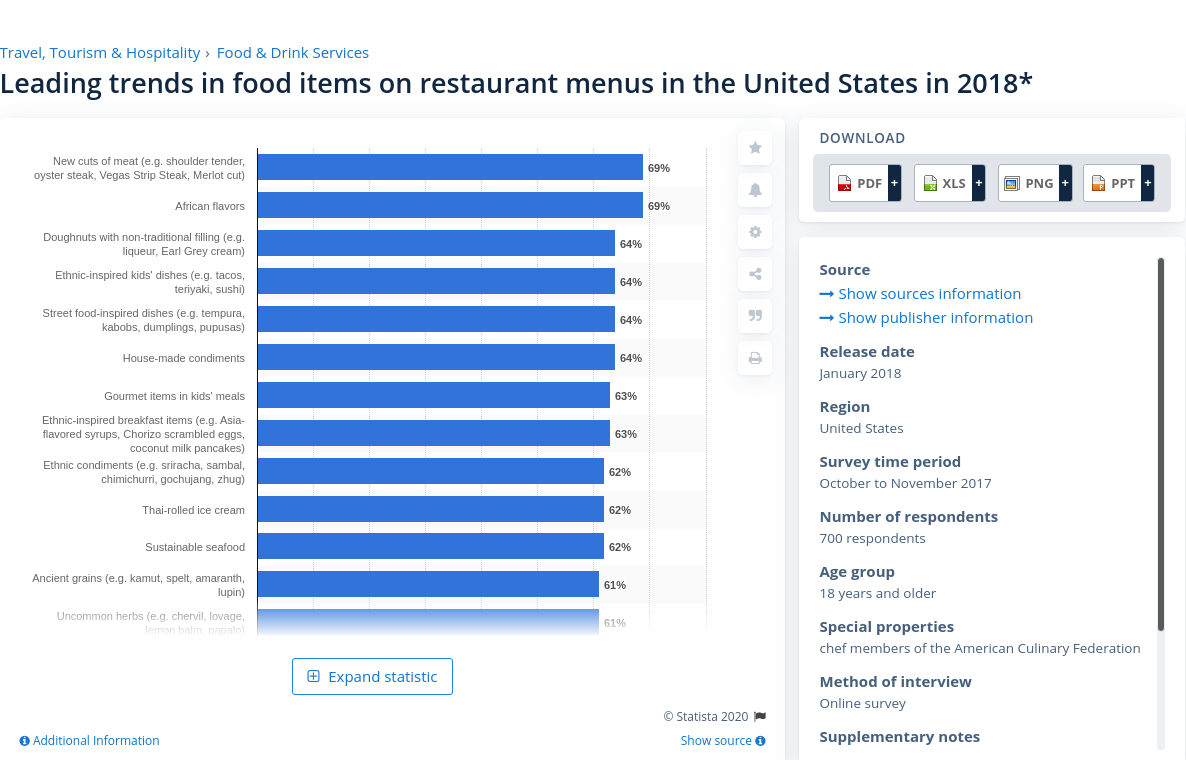 Travel, Tourism & Hospitality › Food & Drink Services
Leading trends in food items on restaurant menus in the United States in 2018*
New cuts of meat (e.g. shoulder tender,
oyster steak, Vegas Strip Steak, Merlot cut)
69%
African flavors
69%
Doughnuts with non-traditional filling (e.g.
liqueur, Earl Grey cream)
64%
Ethnic-inspired kids' dishes (e.g. tacos,
teriyaki, sushi)
64%
Street food-inspired dishes (e.g. tempura,
kabobs, dumplings, pupusas)
64%
House-made condiments
64%
Gourmet items in kids' meals
63%
Ethnic-inspired breakfast items (e.g. Asia-
flavored syrups, Chorizo scrambled eggs,
coconut milk pancakes)
63%
Ethnic condiments (e.g. sriracha, sambal,
chimichurri, gochujang, zhug)
62%
Thai-rolled ice cream
62%
Sustainable seafood
62%
Ancient grains (e.g. kamut, spelt, amaranth,
lupin)
61%
Uncommon herbs (e.g. chervil, lovage,
lemon balm, papalo)
61%
Expand statistic
© Statista 2020
Additional Information
Show source
DOWNLOAD
PDF + XLS + PNG + PPT +
Source
Show sources information
Show publisher information
Release date
January 2018
Region
United States
Survey time period
October to November 2017
Number of respondents
700 respondents
Age group
18 years and older
Special properties
chef members of the American Culinary Federation
Method of interview
Online survey
Supplementary notes